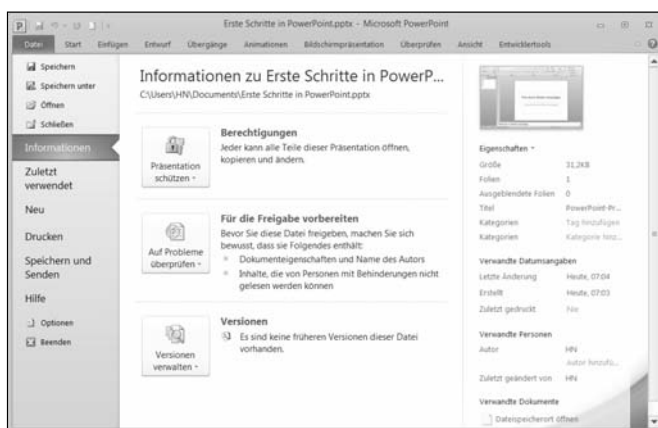 Erste Schritte in PowerPoint.pptx - Microsoft PowerPoint
Datei Start Einfügen Entwurf Übergänge Animationen Bildschirmpräsentation Überprüfen Ansicht Entwicklertools
Speichern
Speichern unter
Öffnen
Schließen
Informationen
Zuletzt
verwendet
Neu
Drucken
Speichern und
Senden
Hilfe
Optionen
Beenden
Informationen zu Erste Schritte in PowerP...
C:\Users\HN\Documents\Erste Schritte in PowerPoint.pptx
Präsentation
schützen
Berechtigungen
Jeder kann alle Teile dieser Präsentation öffnen,
kopieren und ändern.
Auf Probleme
überprüfen
Für die Freigabe vorbereiten
Bevor Sie diese Datei freigeben, machen Sie sich
bewusst, dass sie Folgendes enthält:
Dokumenteigenschaften und Name des Autors
Inhalte, die von Personen mit Behinderungen nicht
gelesen werden können
Versionen
verwalten
Versionen
Es sind keine früheren Versionen dieser Datei
vorhanden.
Eigenschaften
Größe 31,2KB
Folien 1
Ausgeblendete Folien 0
Titel PowerPoint-Pr...
Kategorien Tag hinzufügen
Kategorien Kategorie hinz...
Verwandte Datumsangaben
Letzte Änderung Heute, 07:04
Erstellt Heute, 07:03
Zuletzt gedruckt Nie
Verwandte Personen
Autor HN
Autor hinzufü...
Zuletzt geändert von HN
Verwandte Dokumente
Dateispeicherort öffnen